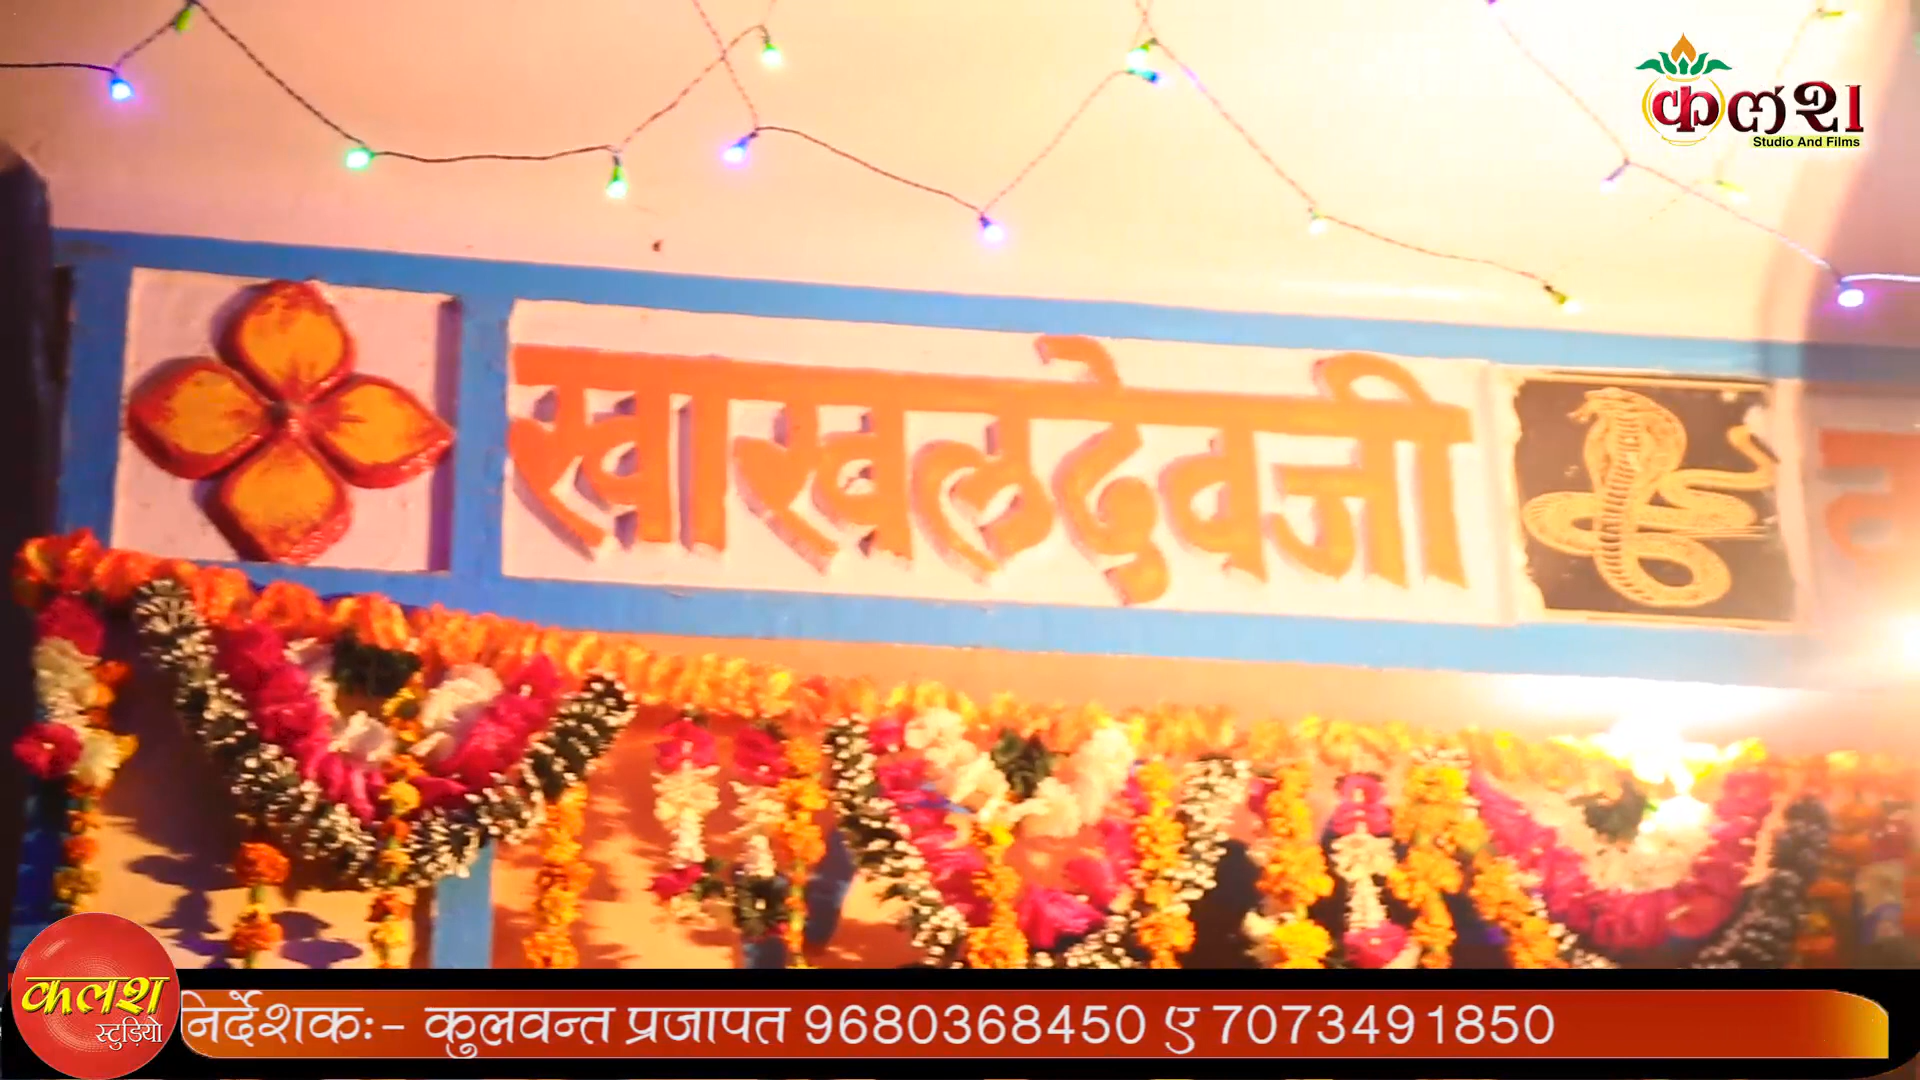 कलश
Studio And Films
खाखलदेवजी
कलश
स्टुडियो
निर्देशकः- कुलवन्त प्रजापत 9680368450 ए 7073491850